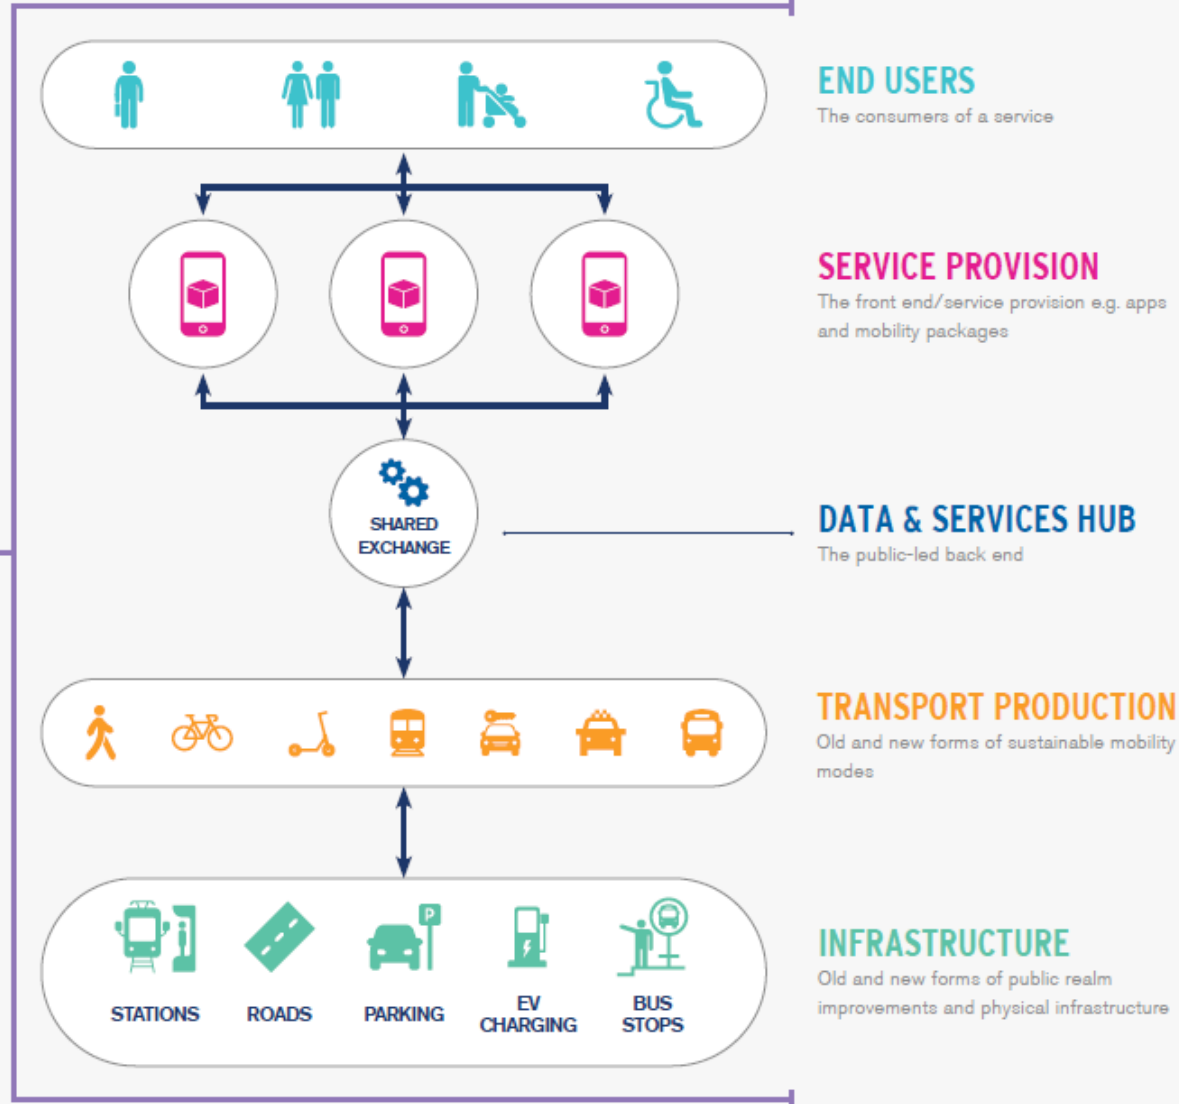 END USERS
The consumers of a service
SERVICE PROVISION
The front end/service provision e.g. apps
and mobility packages
SHARED
EXCHANGE
DATA & SERVICES HUB
The public-led back end
TRANSPORT PRODUCTION
Old and new forms of sustainable mobility
modes
P
STATIONS
ROADS
PARKING
EV
CHARGING
BUS
STOPS
INFRASTRUCTURE
Old and new forms of public realm
improvements and physical infrastructure